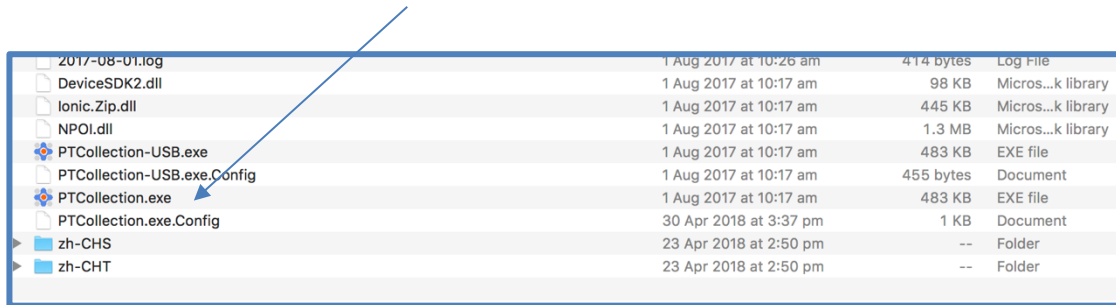 2017-08-01.log 1 Aug 2017 at 10:26 am 414 bytes Log File
DeviceSDK2.dll 1 Aug 2017 at 10:17 am 98 KB Micros...k library
Ionic.Zip.dll 1 Aug 2017 at 10:17 am 445 KB Micros...k library
NPOI.dll 1 Aug 2017 at 10:17 am 1.3 MB Micros...k library
PTCollection-USB.exe 1 Aug 2017 at 10:17 am 483 KB EXE file
PTCollection-USB.exe.Config 1 Aug 2017 at 10:17 am 455 bytes Document
PTCollection.exe 1 Aug 2017 at 10:17 am 483 KB EXE file
PTCollection.exe.Config 30 Apr 2018 at 3:37 pm 1 KB Document
zh-CHS 23 Apr 2018 at 2:50 pm -- Folder
zh-CHT 23 Apr 2018 at 2:50 pm -- Folder